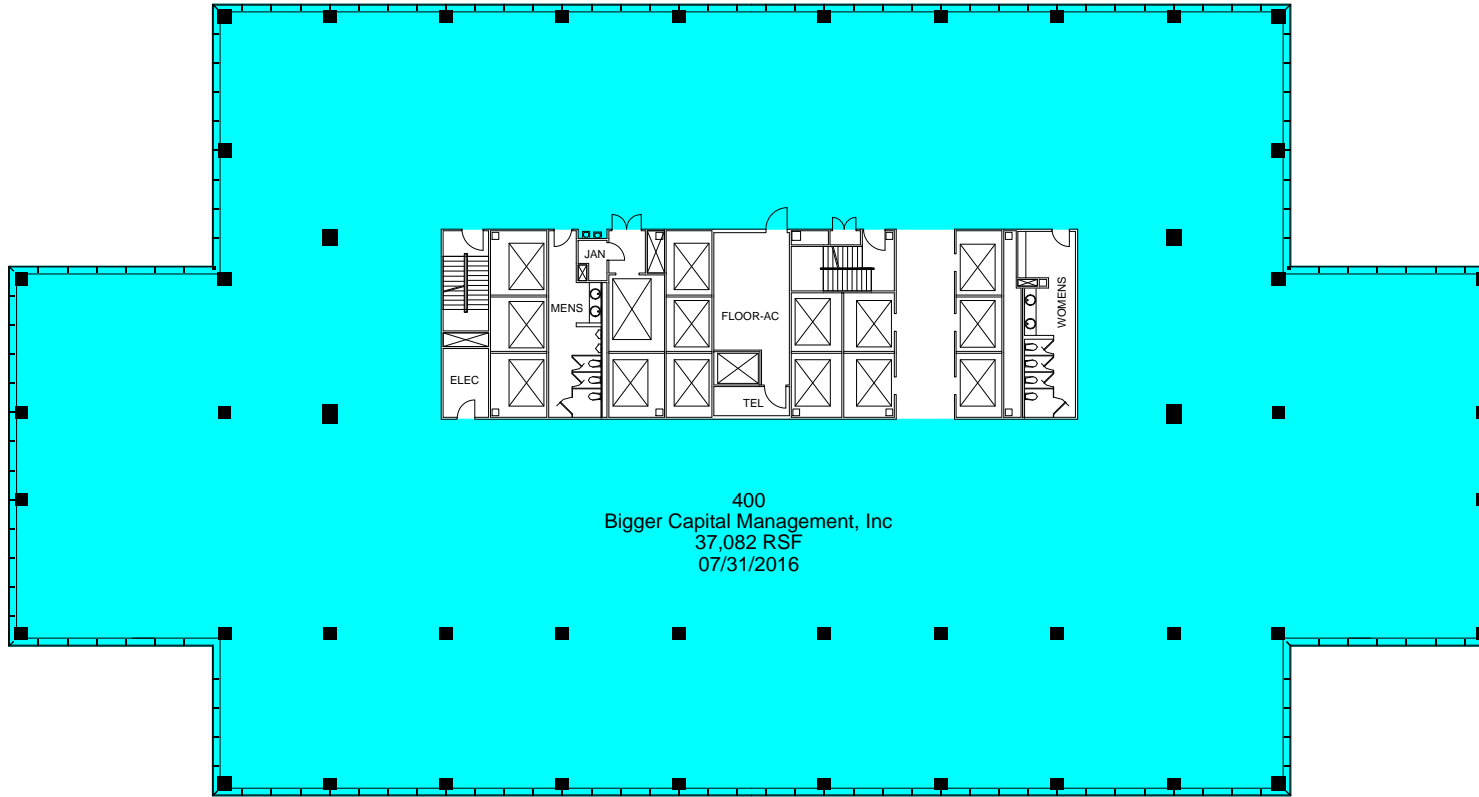 JAN
MENS
FLOOR-AC
WOMENS
ELEC
TEL
400
Bigger Capital Management, Inc
37,082 RSF
07/31/2016